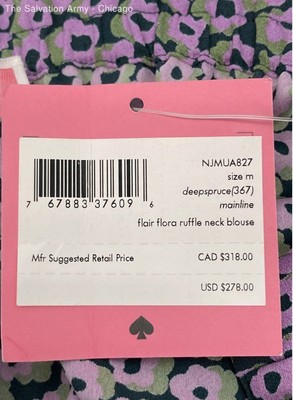 The Salvation Army - Chicago
NJMUA827
size m
deepspruce(367)
mainline
7 67883 37609 6
flair flora ruffle neck blouse
Mfr Suggested Retail Price CAD $318.00
USD $278.00